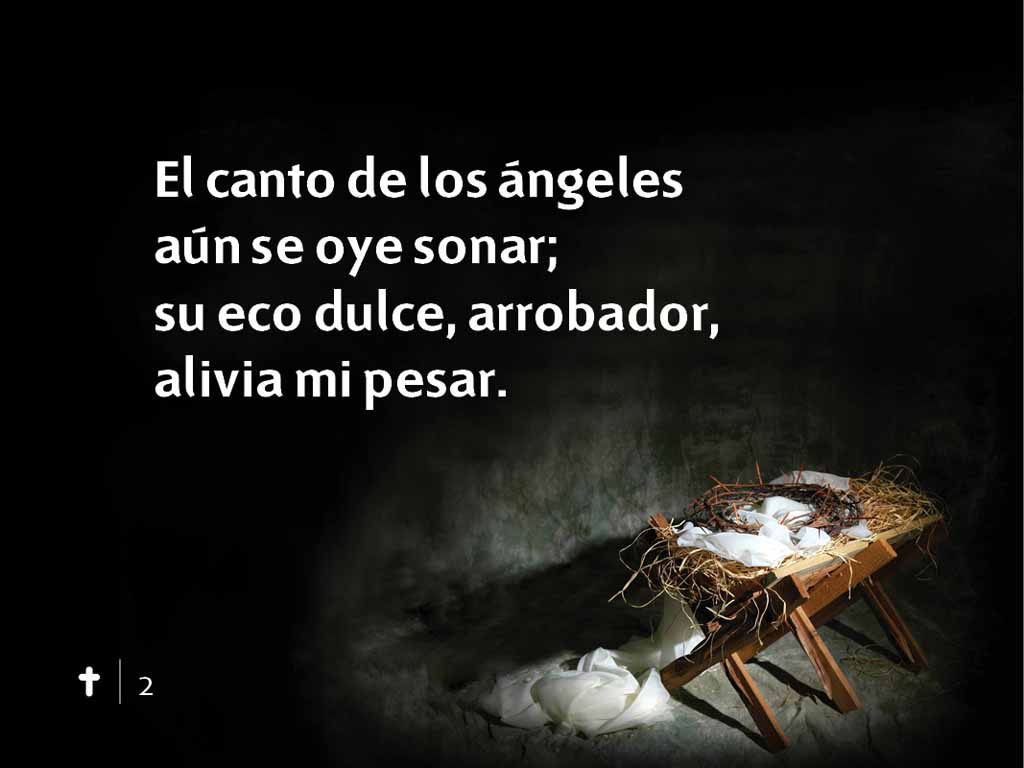 El canto de los ángeles
aún se oye sonar;
su eco dulce, arrobador,
alivia mi pesar.
2